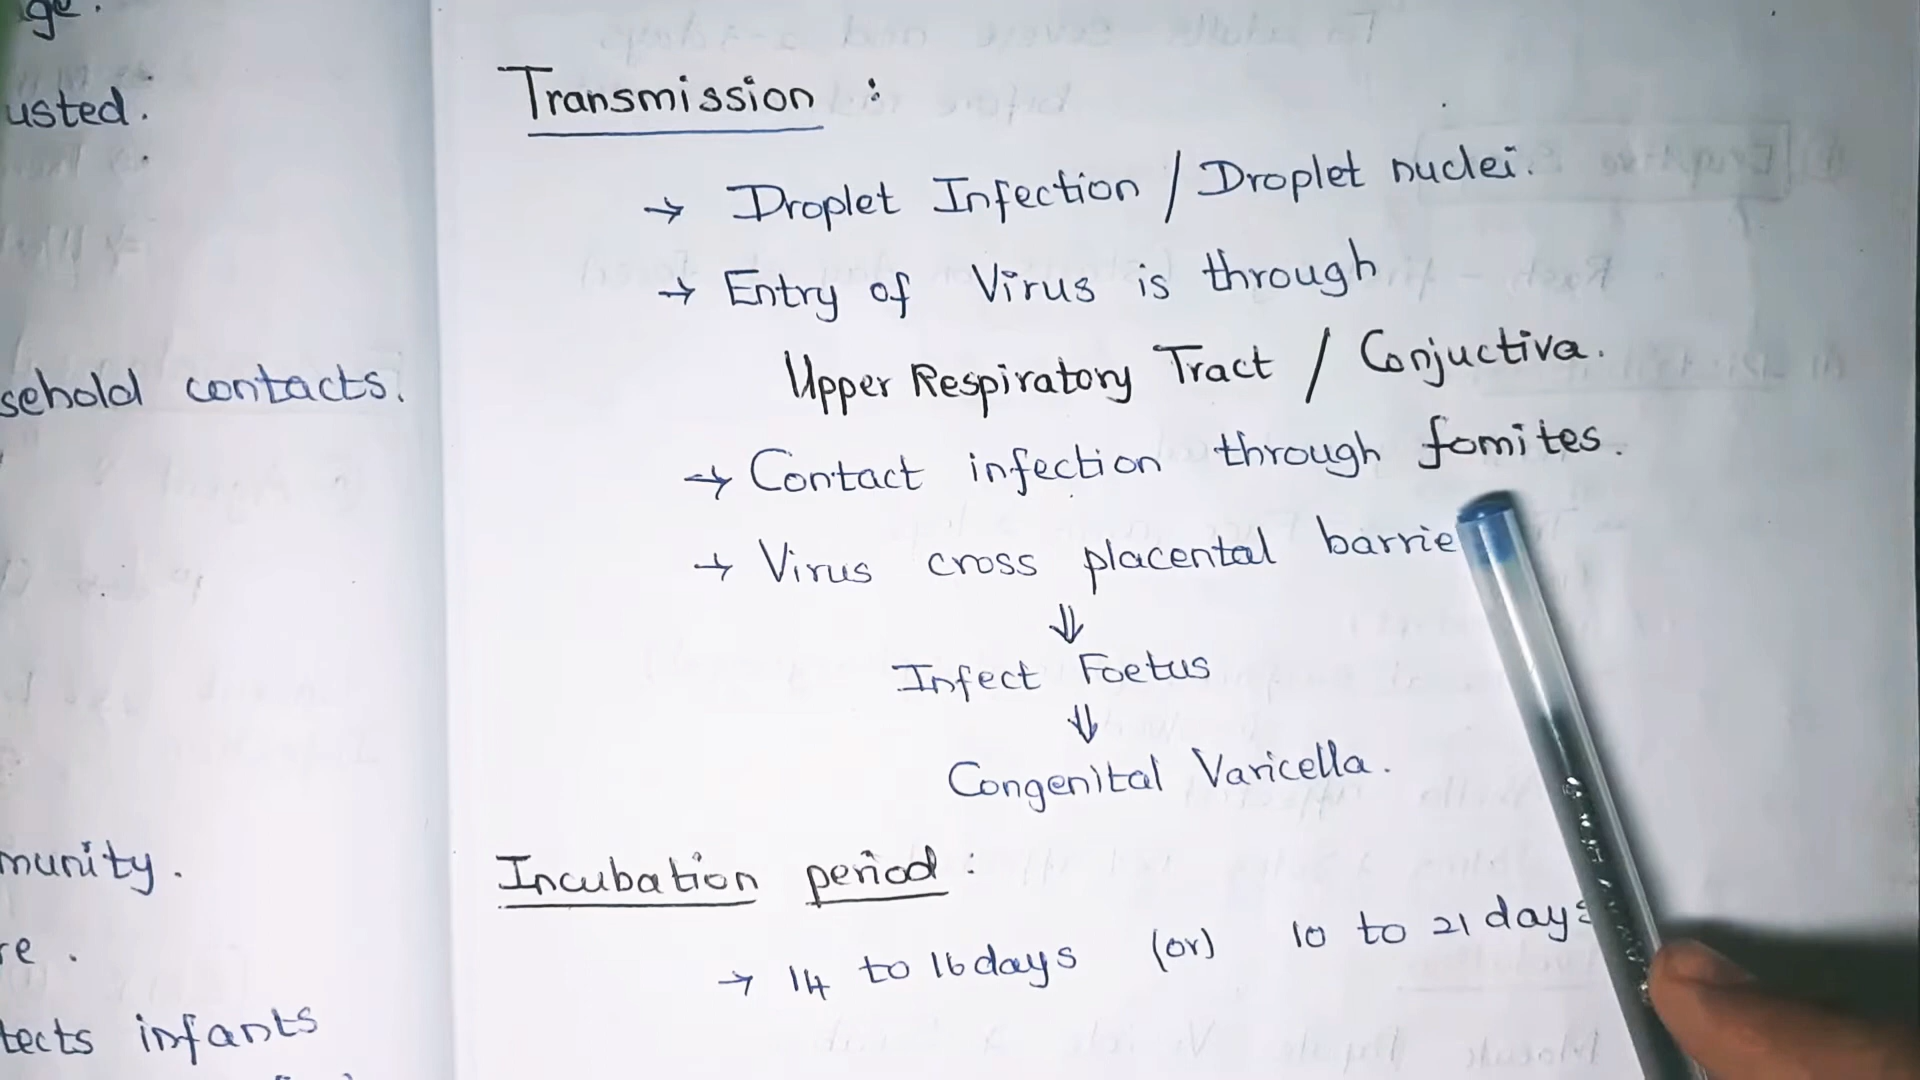 usted.
sehold contacts.
munity.
re.
tects infants
Transmission :
→ Droplet Infection / Droplet nuclei.
→ Entry of Virus is through
Upper Respiratory Tract / Conjuctiva.
→ Contact infection through fomites.
→ Virus cross placental barrie
⇓
Infect Foetus
⇓
Congenital Varicella.
Incubation period :
→ 14 to 16 days (or) 10 to 21 days